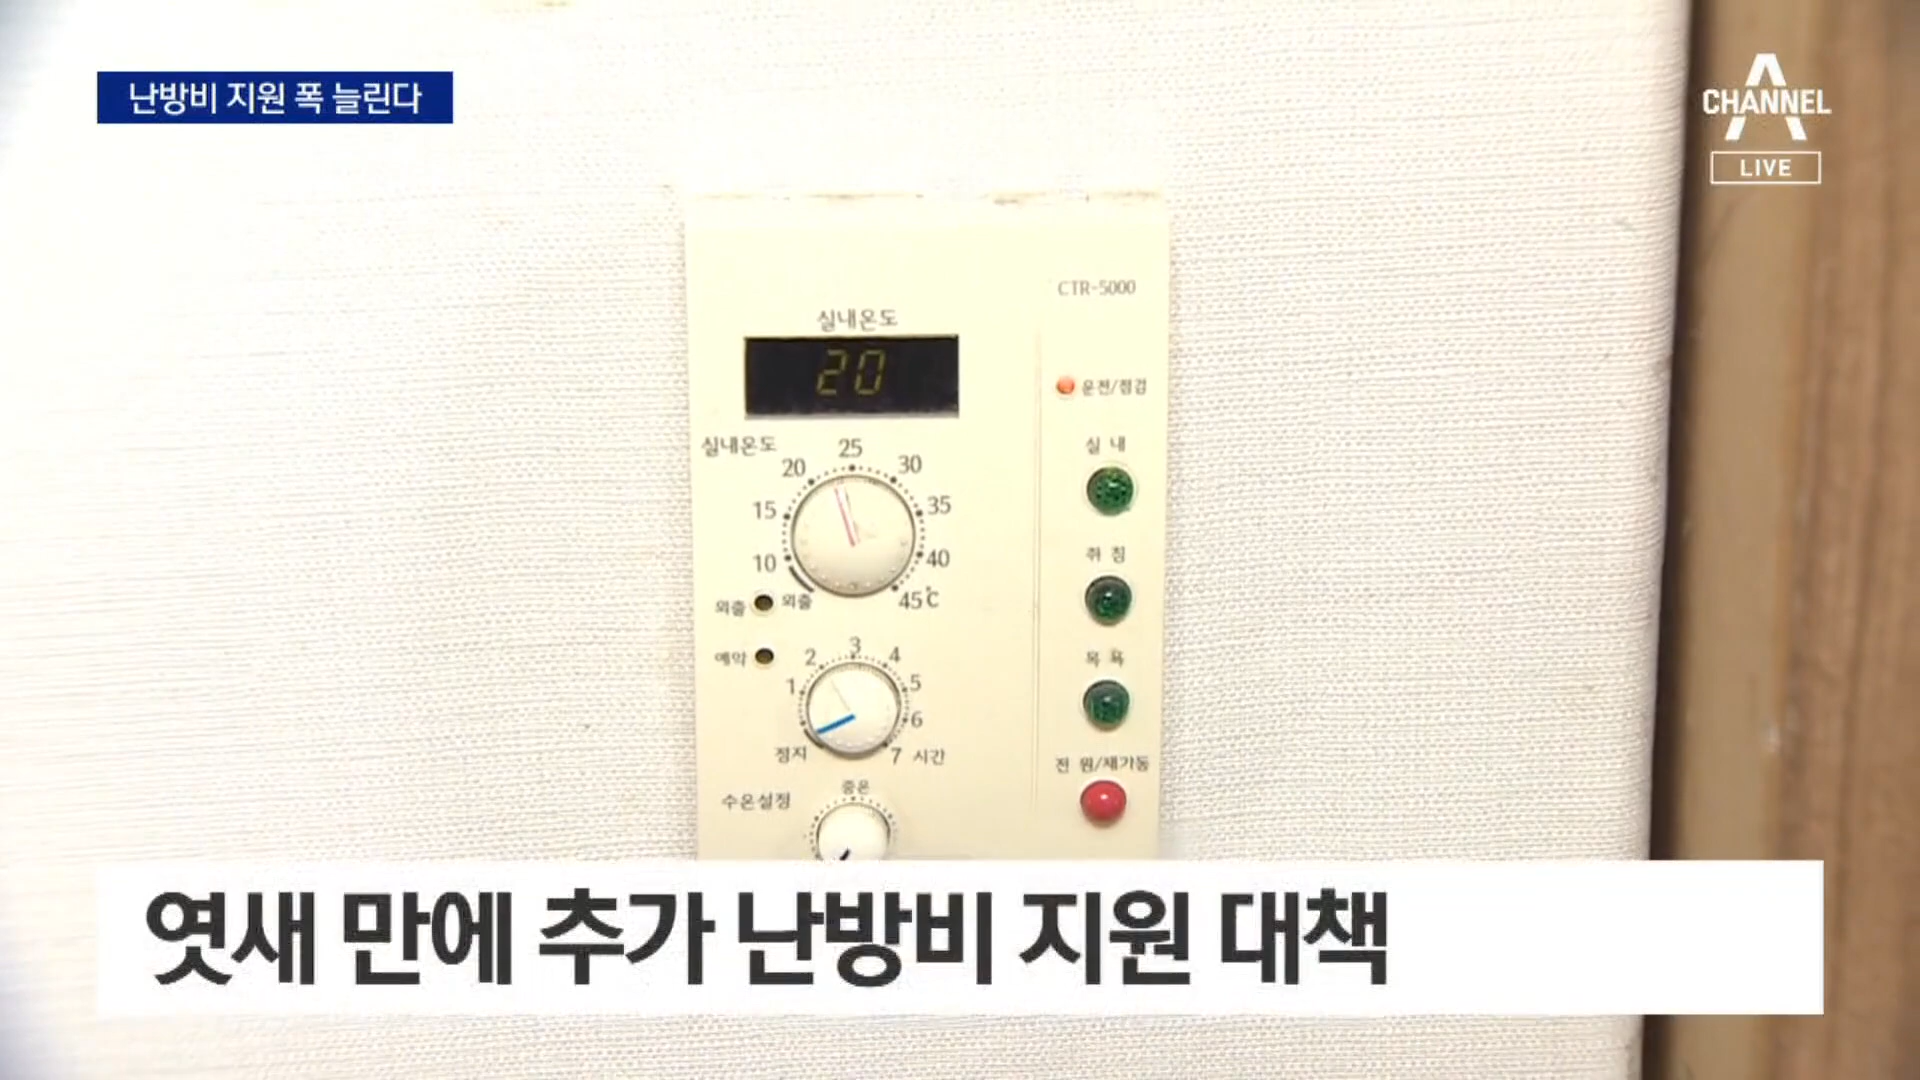 난방비 지원 폭 늘린다
CHANNEL A
LIVE
CTR-5000
실내온도
20
운전/점검
실내온도
10 15 20 25 30 35 40 45℃
외출 외출
예약
정지 1 2 3 4 5 6 7 시간
수온설정
중온
실내
취침
목욕
전원/재가동
엿새 만에 추가 난방비 지원 대책